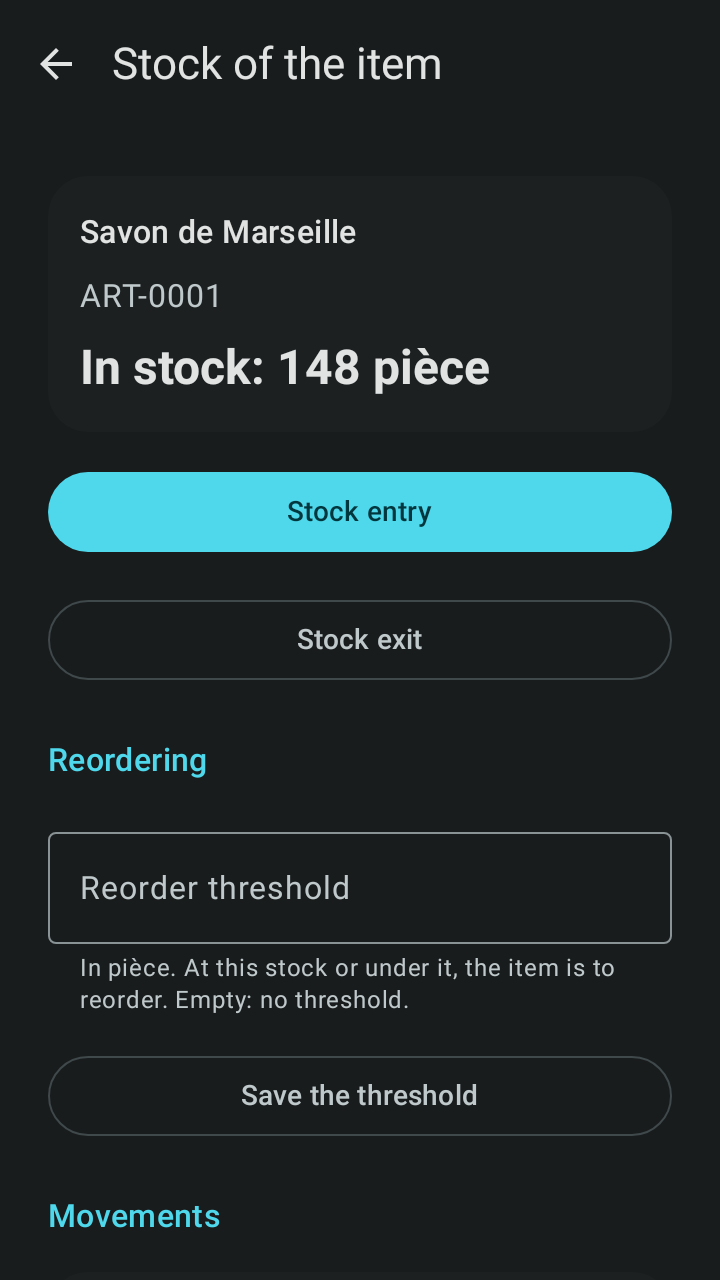 Stock of the item
Savon de Marseille
ART-0001
In stock: 148 pièce
Stock entry
Stock exit
Reordering
Reorder threshold
In pièce. At this stock or under it, the item is to
reorder. Empty: no threshold.
Save the threshold
Movements